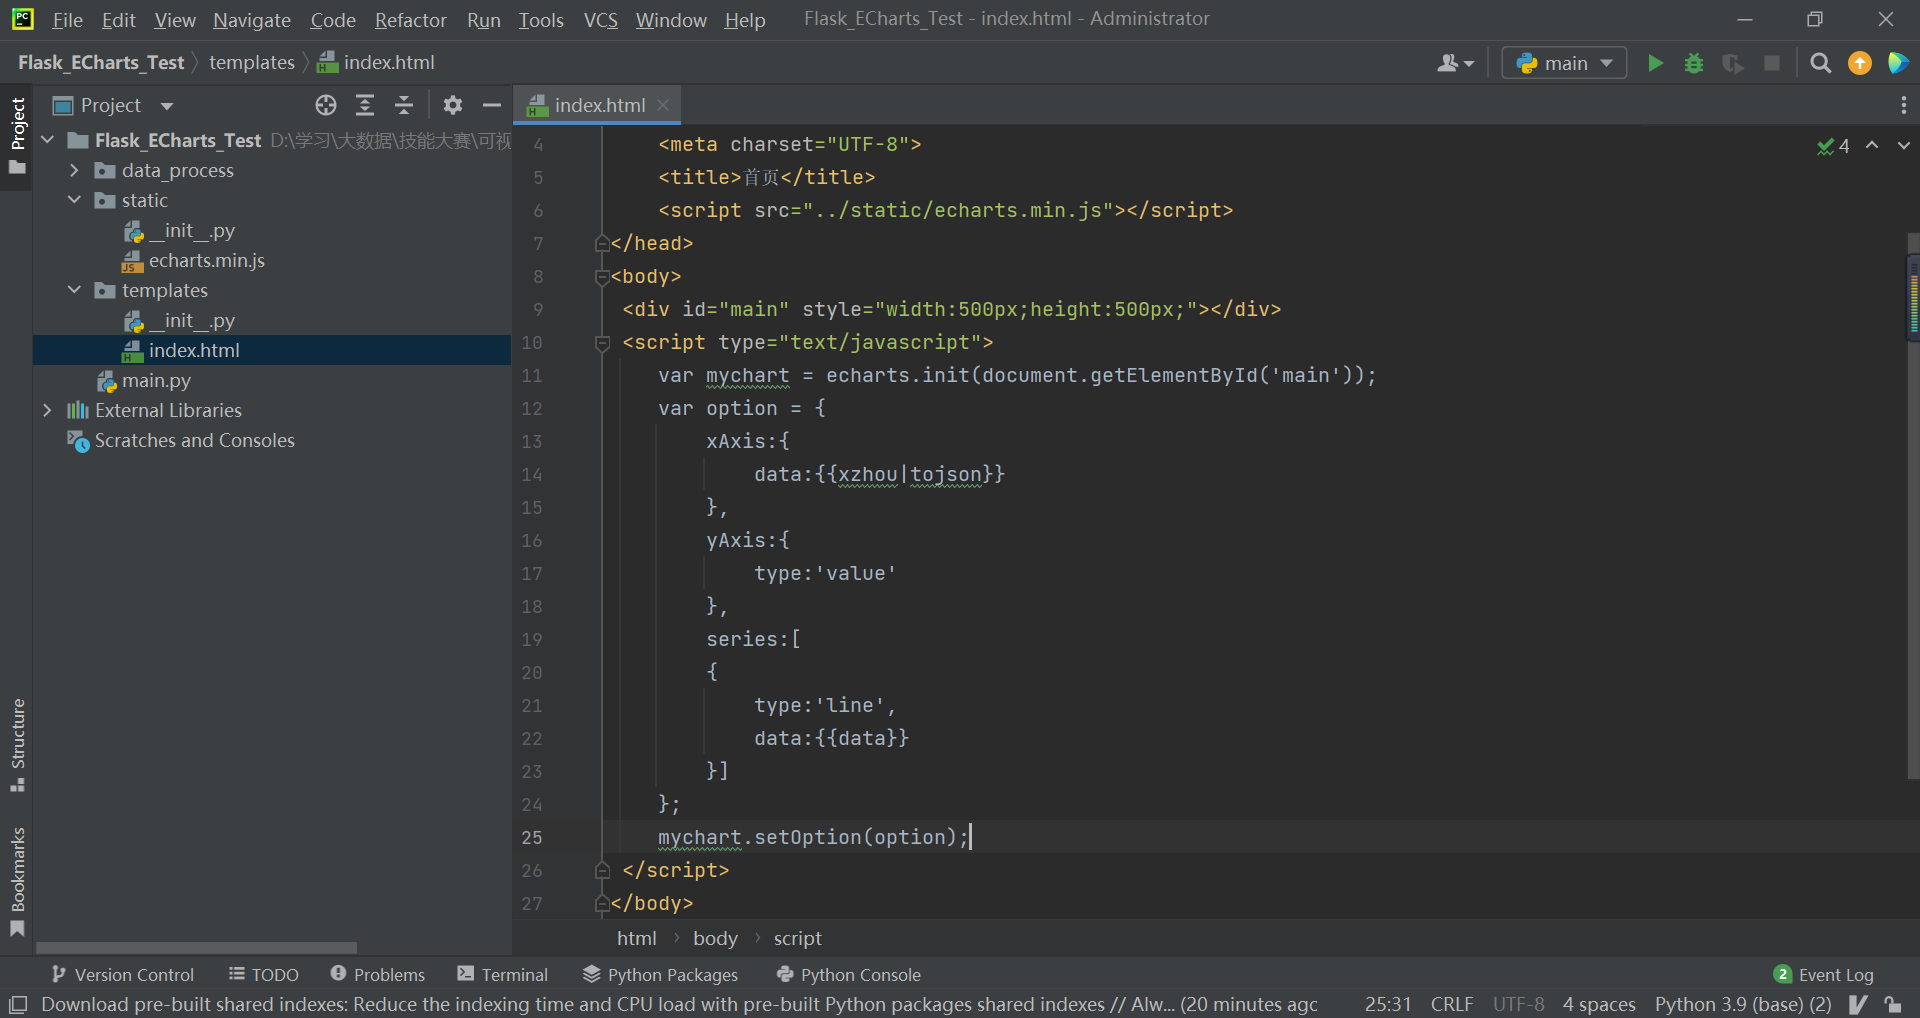 File Edit View Navigate Code Refactor Run Tools VCS Window Help Flask_ECharts_Test - index.html - Administrator
Flask_ECharts_Test templates index.html main
Project
Project
index.html
Flask_ECharts_Test D:\学习\大数据\技能大赛\可视
data_process
static
__init__.py
echarts.min.js
templates
__init__.py
index.html
main.py
External Libraries
Scratches and Consoles
Structure
Bookmarks
4 <meta charset="UTF-8">
4
5 <title>首页</title>
6 <script src="../static/echarts.min.js"></script>
7 </head>
8 <body>
9 <div id="main" style="width:500px;height:500px;"></div>
10 <script type="text/javascript">
11 var mychart = echarts.init(document.getElementById('main'));
12 var option = {
13 xAxis:{
14 data:{{xzhou|tojson}}
15 },
16 yAxis:{
17 type:'value'
18 },
19 series:[
20 {
21 type:'line',
22 data:{{data}}
23 }]
24 };
25 mychart.setOption(option);
26 </script>
27 </body>
html body script
Version Control TODO Problems Terminal Python Packages Python Console 2 Event Log
Download pre-built shared indexes: Reduce the indexing time and CPU load with pre-built Python packages shared indexes // Alw... (20 minutes agc 25:31 CRLF UTF-8 4 spaces Python 3.9 (base) (2)